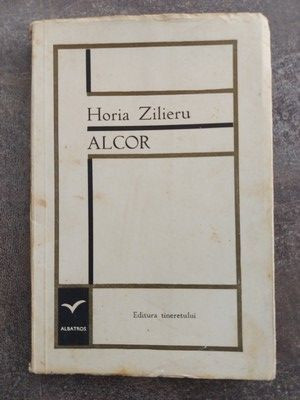 Horia Zilieru
ALCOR
ALBATROS
Editura tineretului